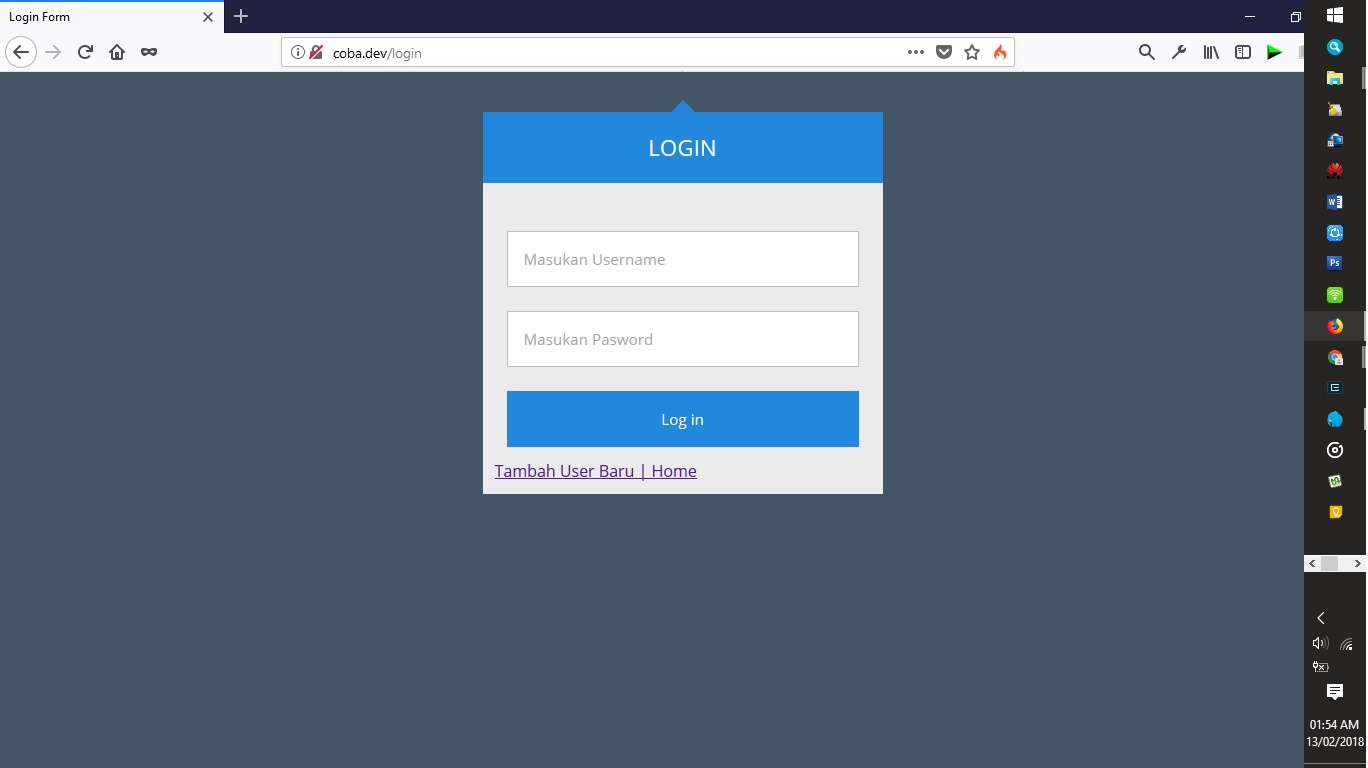 Login Form
coba.dev/login
LOGIN
Masukan Username
Masukan Pasword
Log in
Tambah User Baru | Home
Ps
01:54 AM
13/02/2018